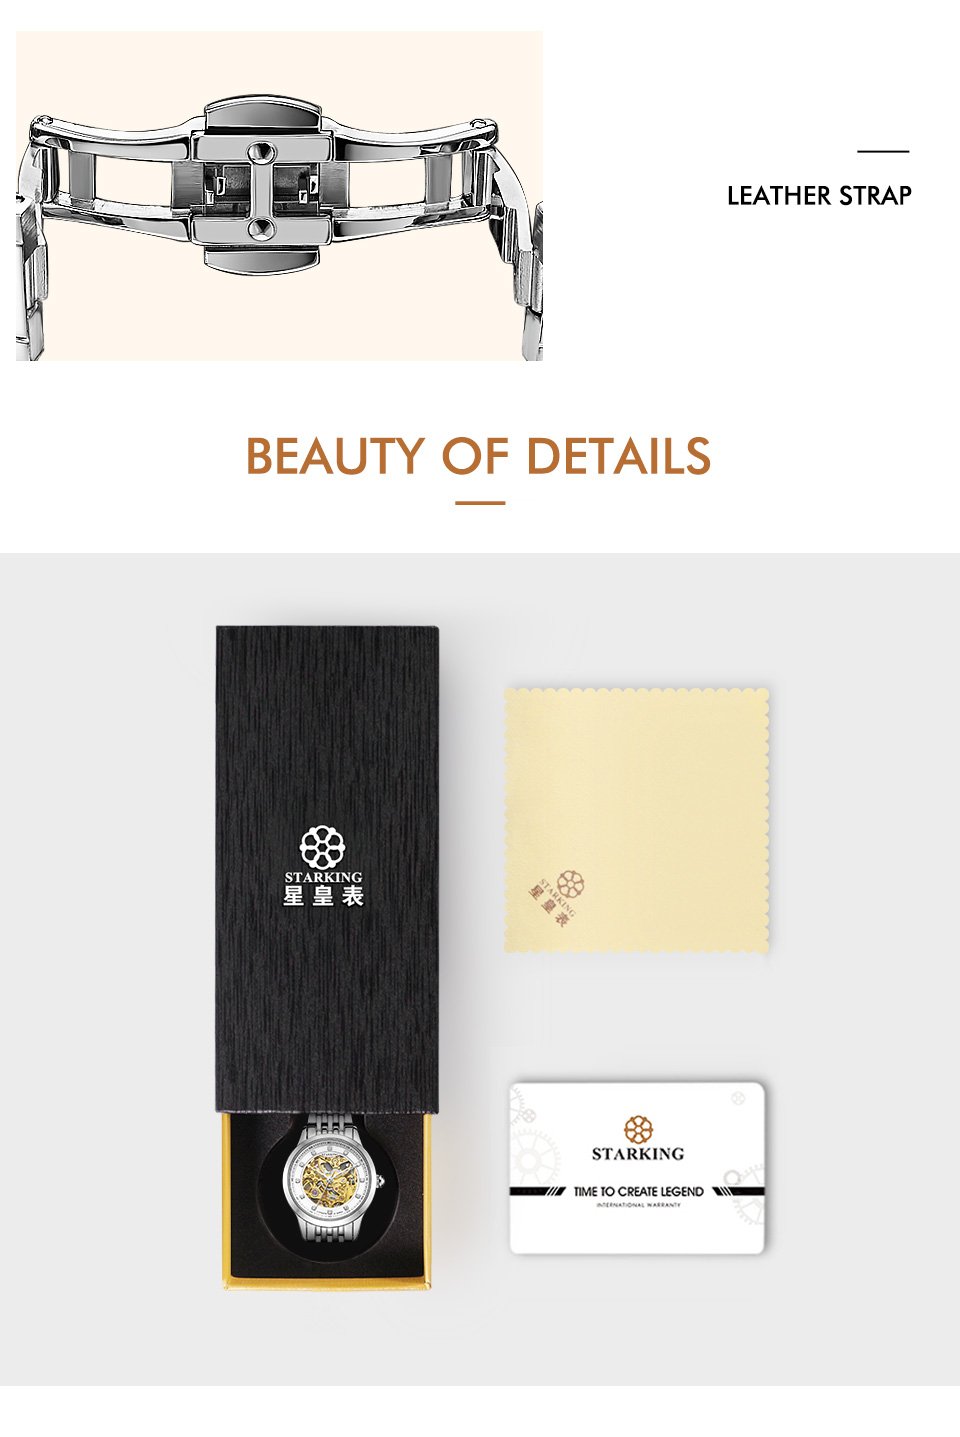 LEATHER STRAP
BEAUTY OF DETAILS
STARKING
星皇表
STARKING
星皇表
STARKING
TIME TO CREATE LEGEND
INTERNATIONAL WARRANTY